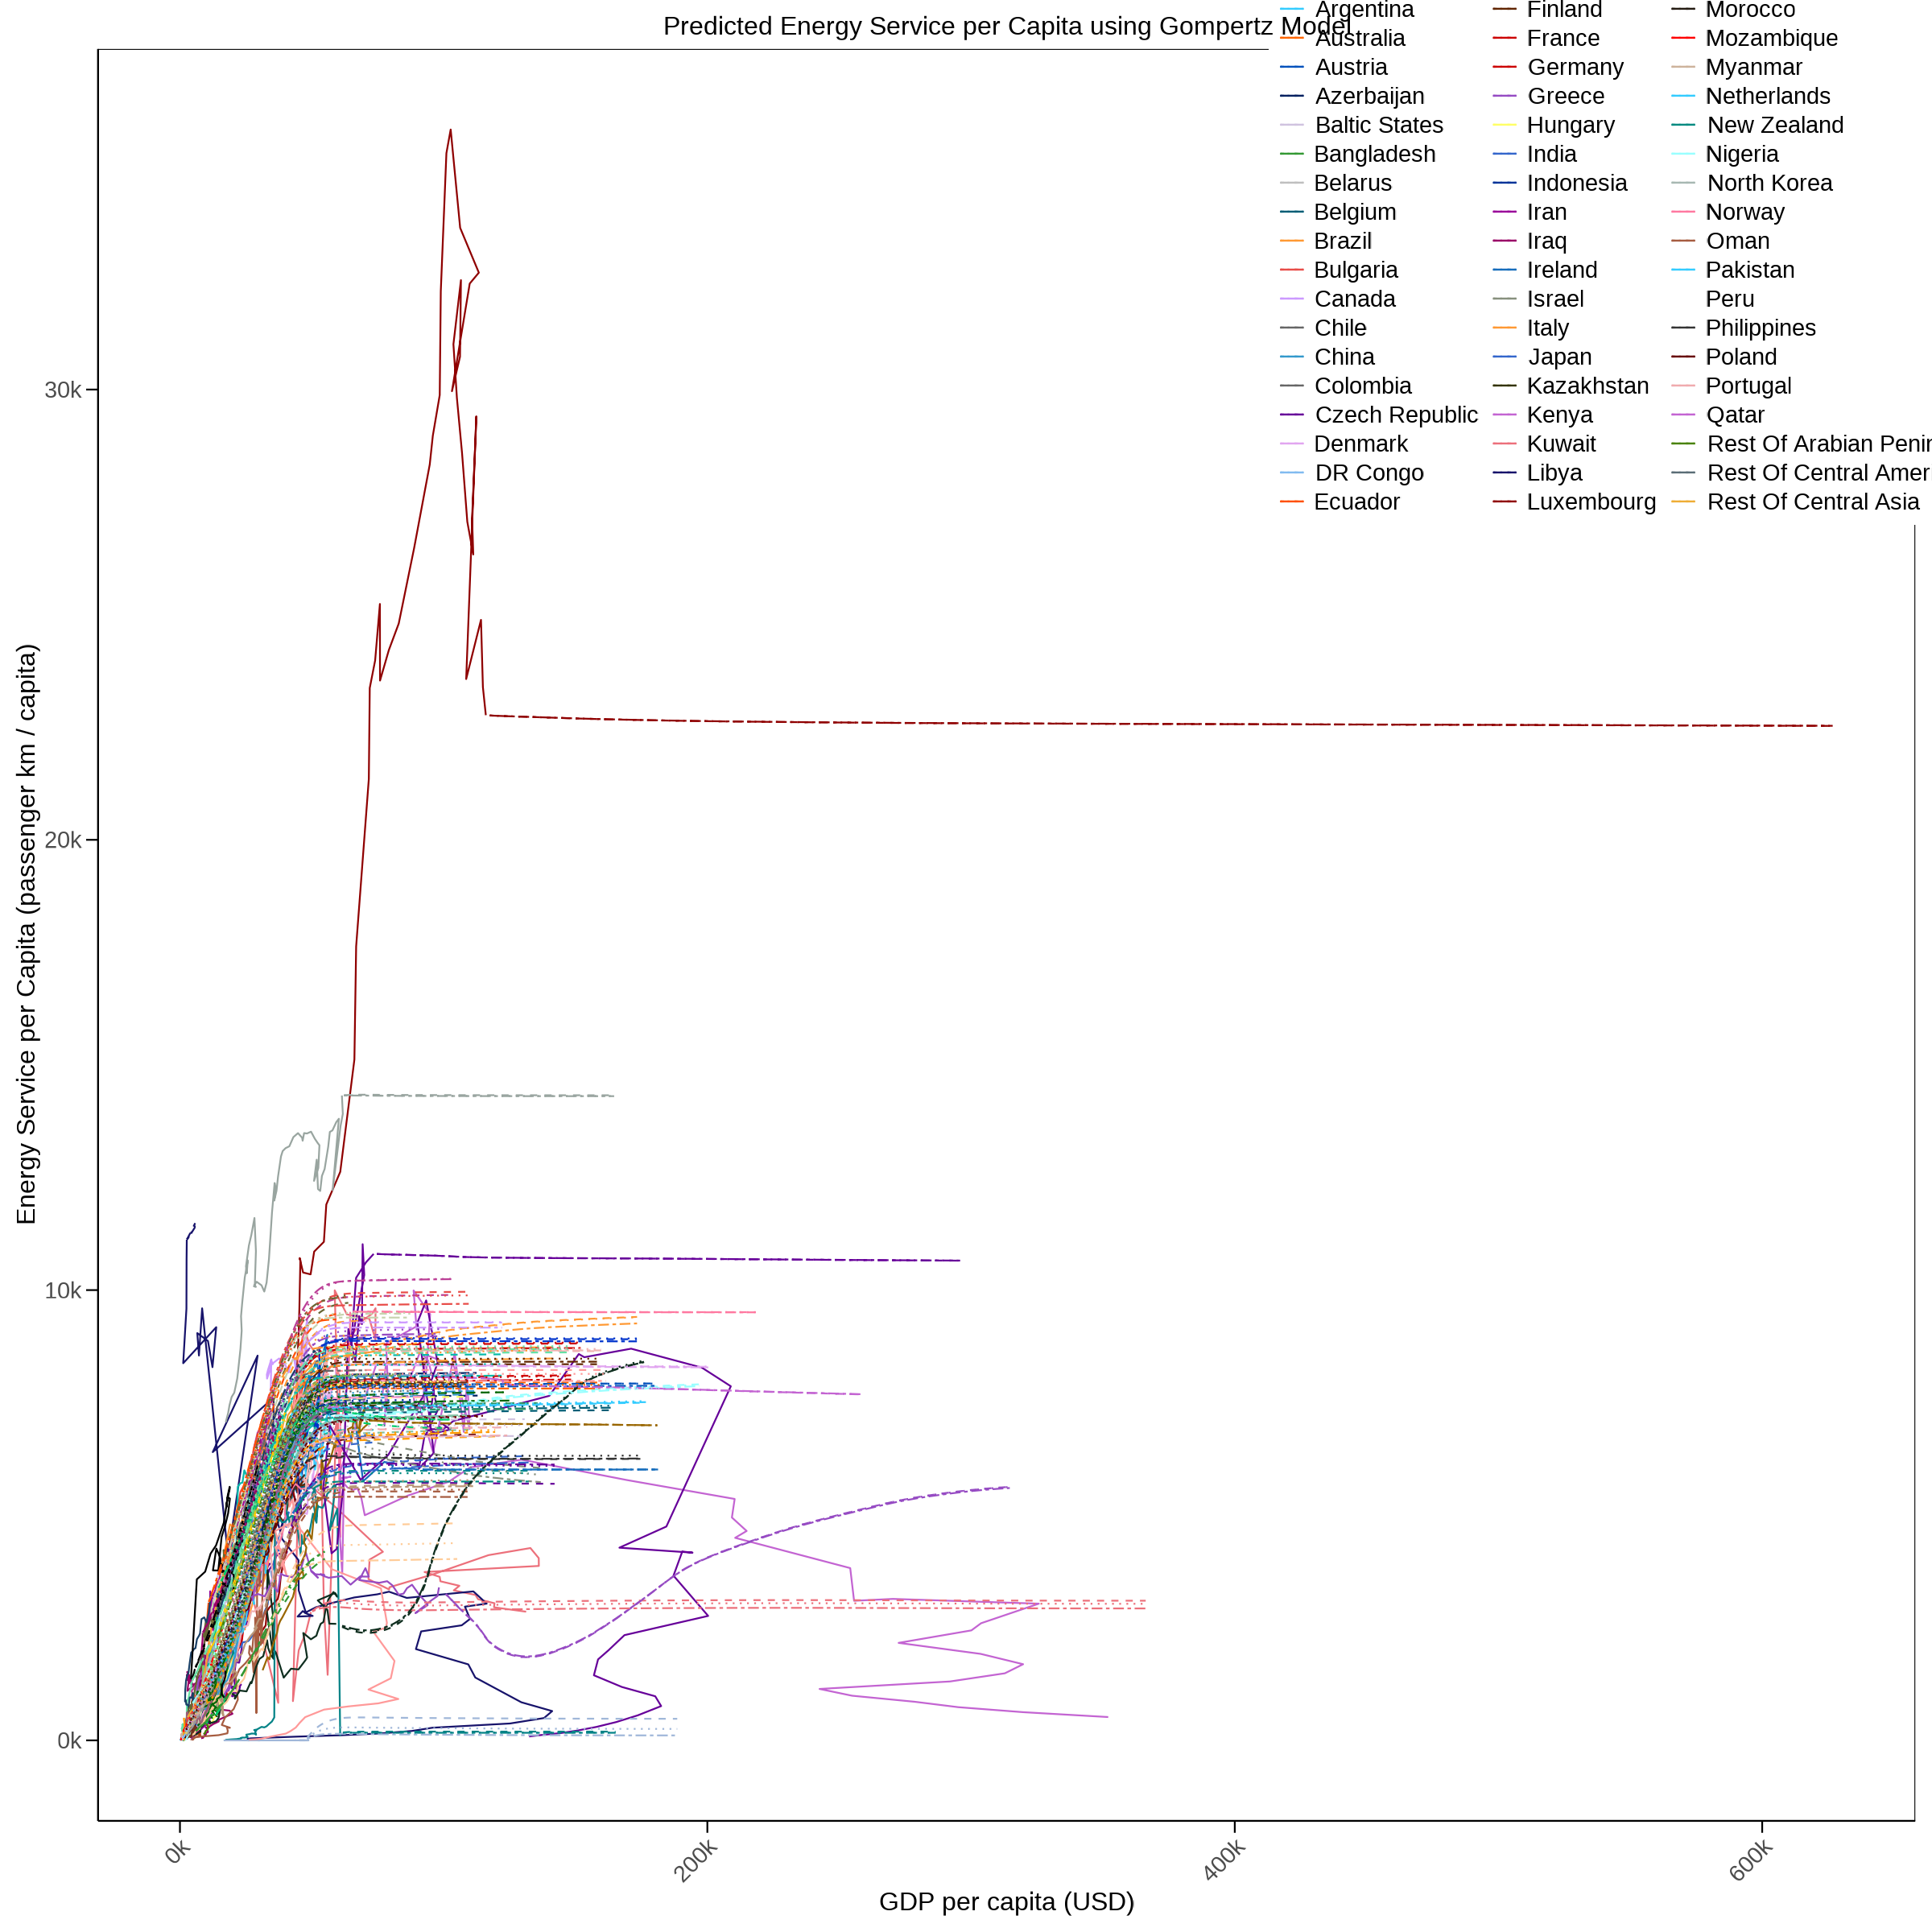 Predicted Energy Service per Capita using Gompertz Model
Argentina
Australia
Austria
Azerbaijan
Baltic States
Bangladesh
Belarus
Belgium
Brazil
Bulgaria
Canada
Chile
China
Colombia
Czech Republic
Denmark
DR Congo
Ecuador
Finland
France
Germany
Greece
Hungary
India
Indonesia
Iran
Iraq
Ireland
Israel
Italy
Japan
Kazakhstan
Kenya
Kuwait
Libya
Luxembourg
Morocco
Mozambique
Myanmar
Netherlands
New Zealand
Nigeria
North Korea
Norway
Oman
Pakistan
Peru
Philippines
Poland
Portugal
Qatar
Rest Of Arabian Penin
Rest Of Central Amer
Rest Of Central Asia
Energy Service per Capita (passenger km / capita)
30k
20k
10k
0k
0k
200k
400k
600k
GDP per capita (USD)